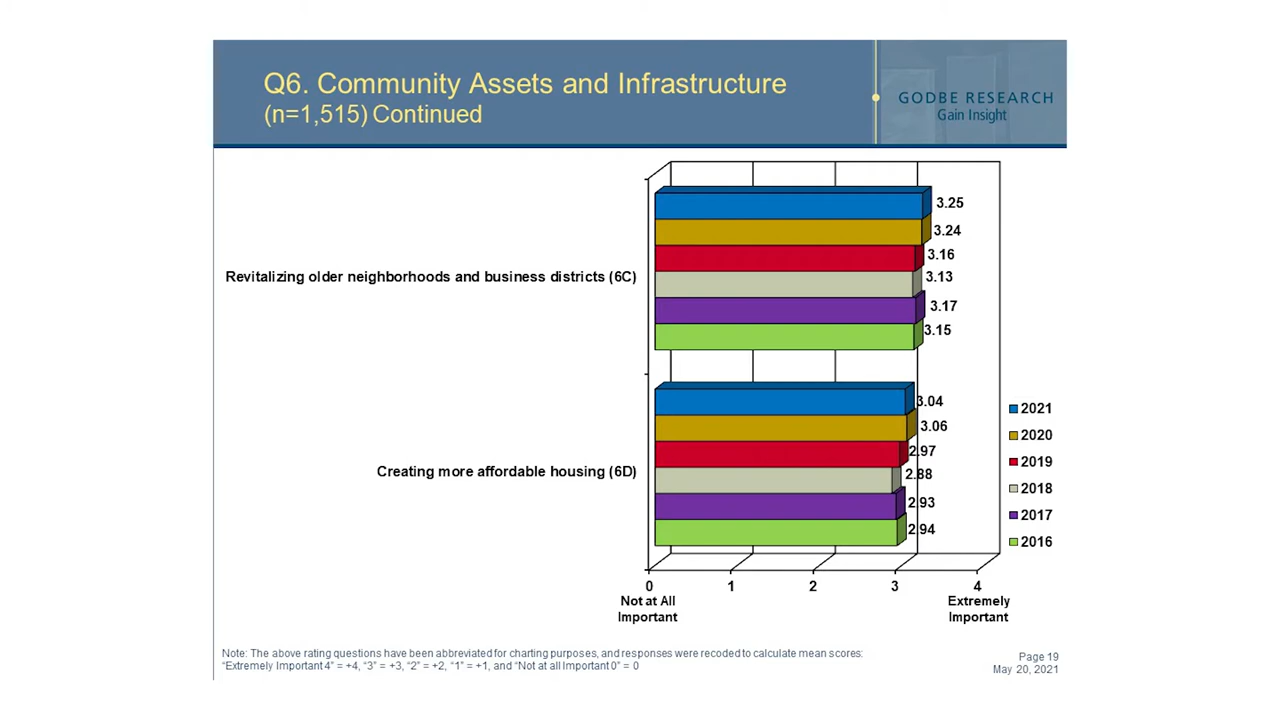 Q6. Community Assets and Infrastructure
(n=1,515) Continued
GODBE RESEARCH
Gain Insight
3.25
3.24
3.16
Revitalizing older neighborhoods and business districts (6C)
3.13
3.17
3.15
3.04
3.06
2.97
Creating more affordable housing (6D)
2.88
2.93
2.94
2021
2020
2019
2018
2017
2016
0 1 2 3 4
Not at All
Important
Extremely
Important
Note: The above rating questions have been abbreviated for charting purposes, and responses were recoded to calculate mean scores:
“Extremely Important 4” = +4, “3” = +3, “2” = +2, “1” = +1, and “Not at all Important 0” = 0
Page 19
May 20, 2021